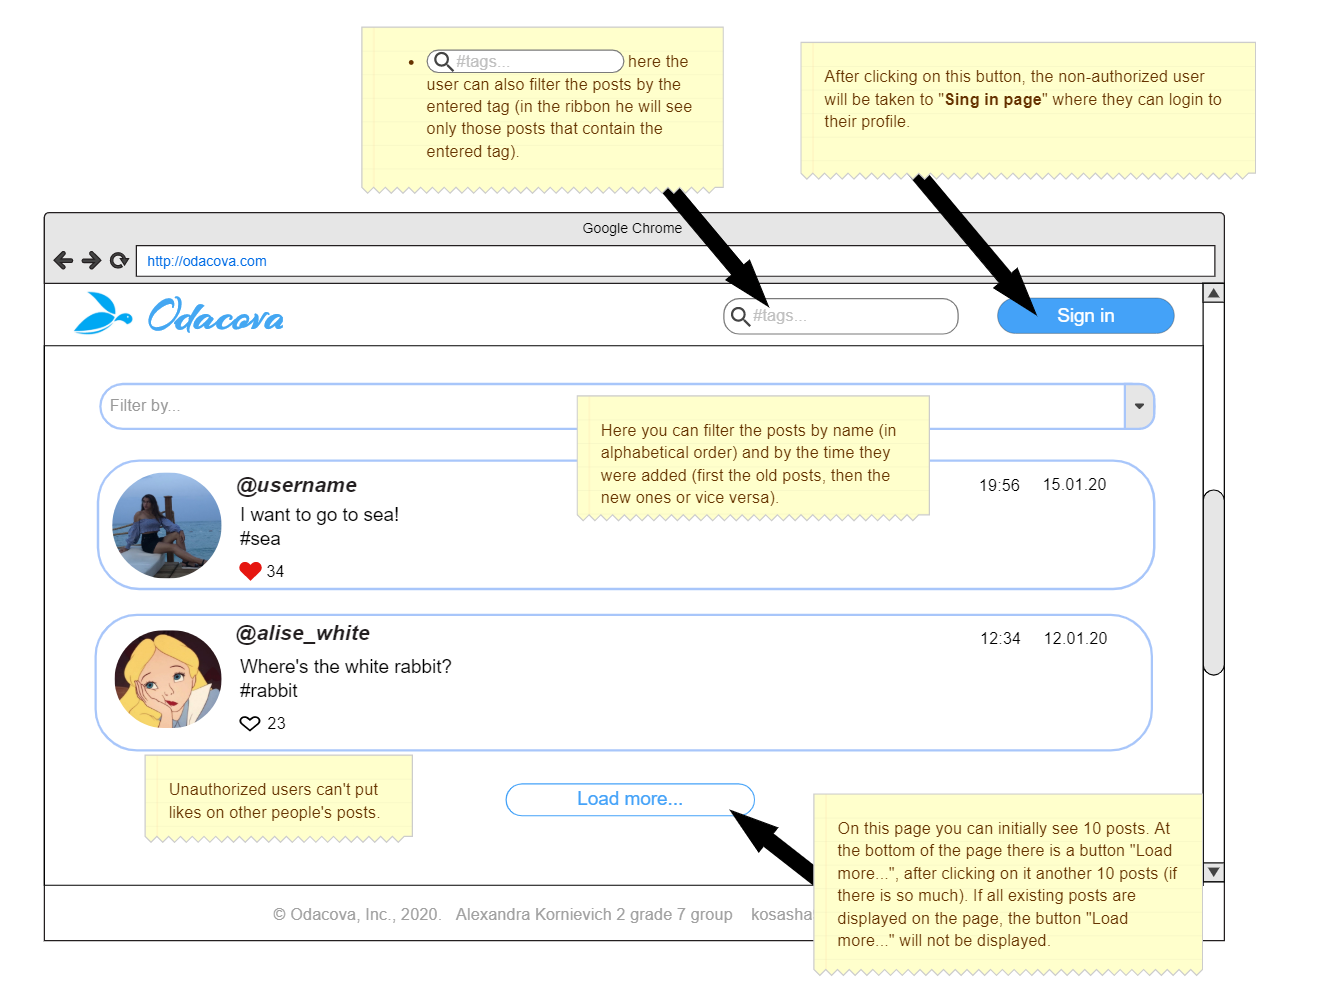 #tags... here the
user can also filter the posts by the
entered tag (in the ribbon he will see
only those posts that contain the
entered tag).
After clicking on this button, the non-authorized user
will be taken to "Sing in page" where they can login to
their profile.
Google Chrome
http://odacova.com
Odacova
#tags...
Sign in
Filter by...
Here you can filter the posts by name (in
alphabetical order) and by the time they
were added (first the old posts, then the
new ones or vice versa).
@username
19:56 15.01.20
I want to go to sea!
#sea
34
@alise_white
12:34 12.01.20
Where's the white rabbit?
#rabbit
23
Unauthorized users can't put
likes on other people's posts.
Load more...
On this page you can initially see 10 posts. At
the bottom of the page there is a button "Load
more...", after clicking on it another 10 posts (if
there is so much). If all existing posts are
displayed on the page, the button "Load
more..." will not be displayed.
© Odacova, Inc., 2020. Alexandra Kornievich 2 grade 7 group